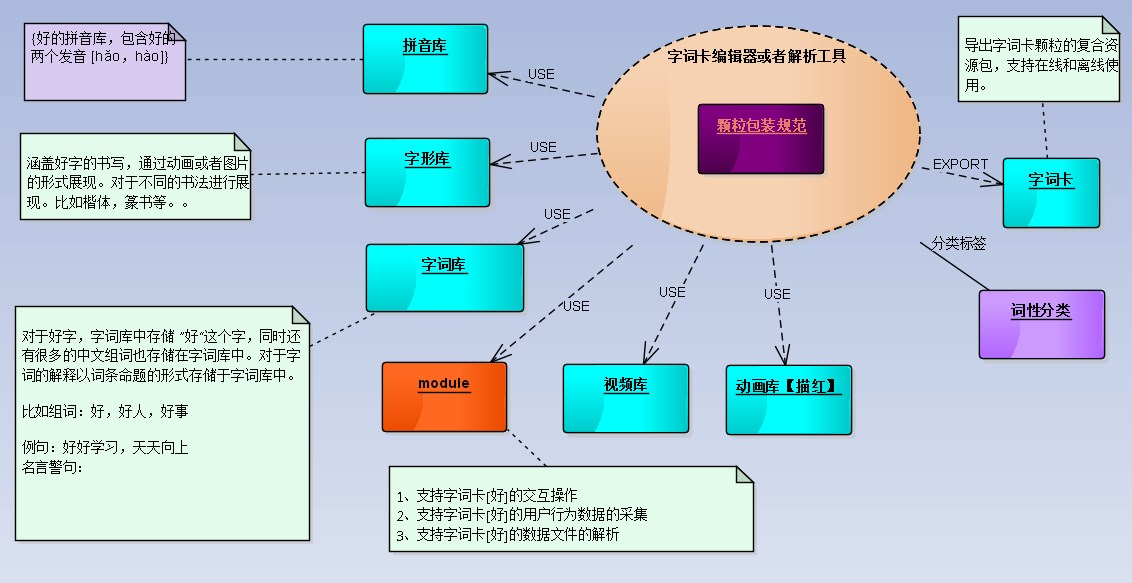 {好的拼音库，包含好的
两个发音 [hǎo，hào]}
拼音库
USE
字词卡编辑器或者解析工具
颗粒包装规范
导出字词卡颗粒的复合资
源包，支持在线和离线使
用。
涵盖好字的书写，通过动画或者图片
的形式展现。对于不同的书法进行展
现。比如楷体，篆书等。。
字形库
USE
EXPORT
字词卡
USE
字词库
分类标签
词性分类
对于好字，字词库中存储 “好”这个字，同时还
有很多的中文组词也存储在字词库中。对于字
词的解释以词条命题的形式存储于字词库中。
比如组词：好，好人，好事
例句：好好学习，天天向上
名言警句：
USE
USE
USE
module
视频库
动画库【描红】
1、支持字词卡[好]的交互操作
2、支持字词卡[好]的用户行为数据的采集
3、支持字词卡[好]的数据文件的解析